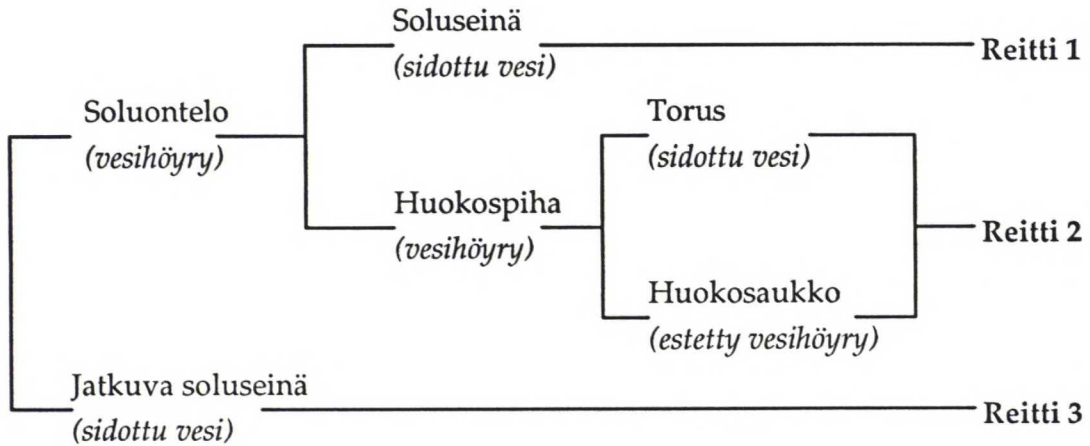 Soluseinä
(sidottu vesi)
Reitti 1
Soluontelo
(vesihöyry)
Torus
(sidottu vesi)
Huokospiha
(vesihöyry)
Reitti 2
Huokosaukko
(estetty vesihöyry)
Jatkuva soluseinä
(sidottu vesi)
Reitti 3